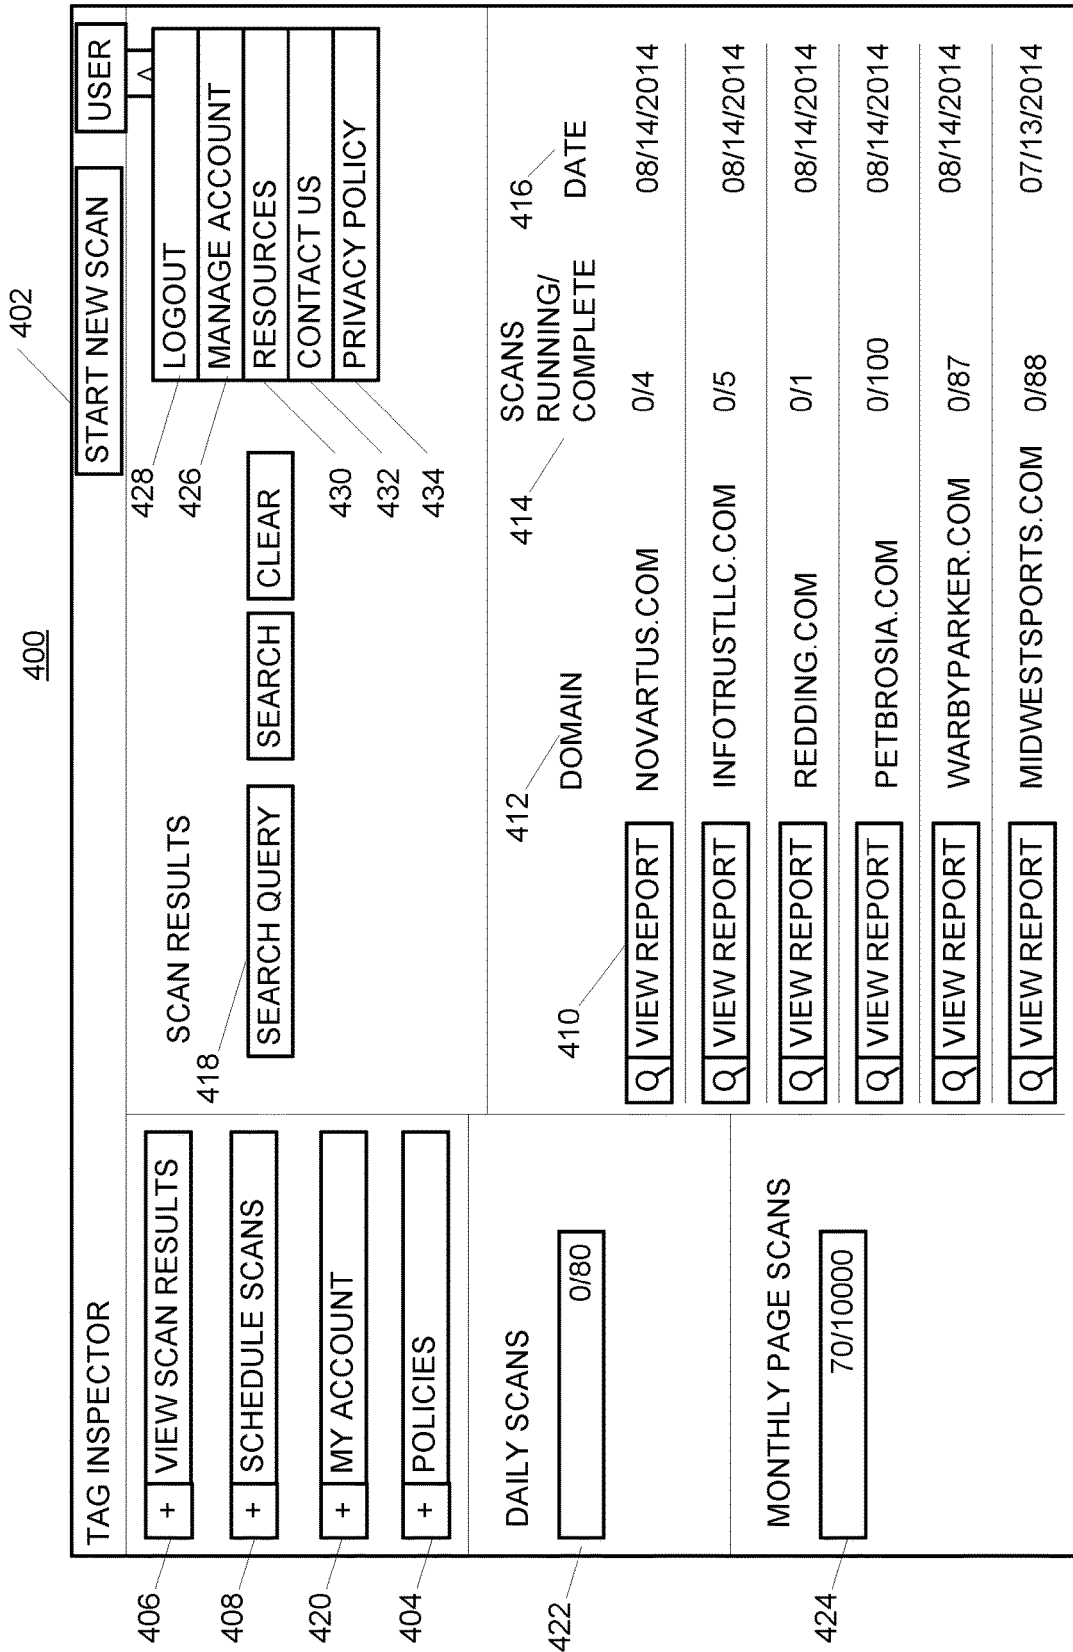 400
402
TAG INSPECTOR
START NEW SCAN
USER
^
406
+ VIEW SCAN RESULTS
408
+ SCHEDULE SCANS
420
+ MY ACCOUNT
404
+ POLICIES
422
DAILY SCANS
0/80
424
MONTHLY PAGE SCANS
70/10000
SCAN RESULTS
418
SEARCH QUERY
SEARCH
CLEAR
428
LOGOUT
426
MANAGE ACCOUNT
430
RESOURCES
432
CONTACT US
434
PRIVACY POLICY
410
412
DOMAIN
414
SCANS
RUNNING/
COMPLETE
416
DATE
VIEW REPORT NOVARTUS.COM 0/4 08/14/2014
VIEW REPORT INFOTRUSTLLC.COM 0/5 08/14/2014
VIEW REPORT REDDING.COM 0/1 08/14/2014
VIEW REPORT PETBROSIA.COM 0/100 08/14/2014
VIEW REPORT WARBYPARKER.COM 0/87 08/14/2014
VIEW REPORT MIDWESTSPORTS.COM 0/88 07/13/2014